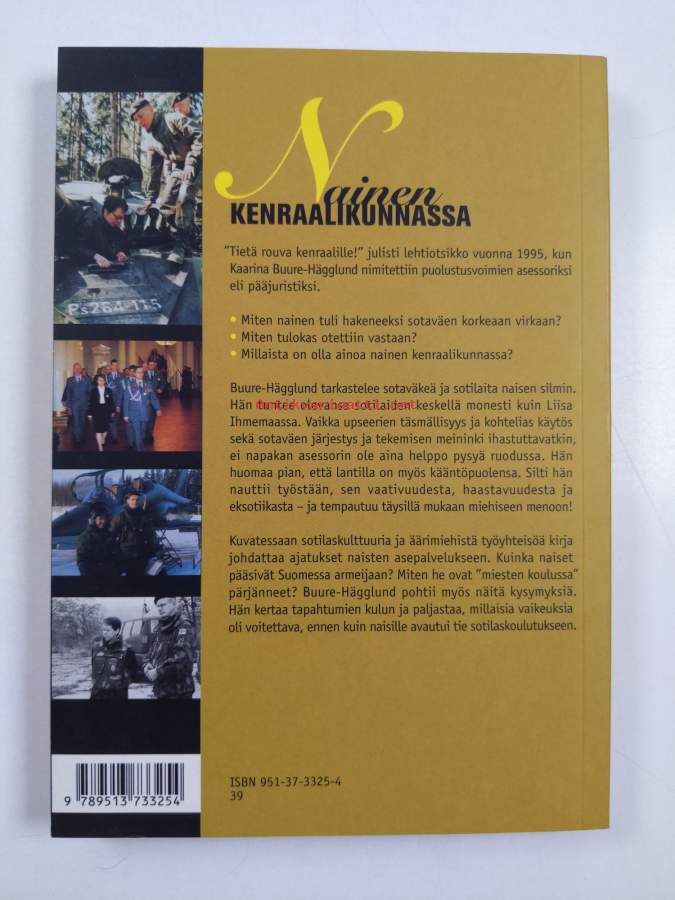 Nainen
KENRAALIKUNNASSA
"Tietä rouva kenraalille!" julisti lehtiotsikko vuonna 1995, kun
Kaarina Buure-Hägglund nimitettiin puolustusvoimien asessoriksi
eli pääjuristiksi.
• Miten nainen tuli hakeneeksi sotaväen korkeaan virkaan?
• Miten tulokas otettiin vastaan?
• Millaista on olla ainoa nainen kenraalikunnassa?
Buure-Hägglund tarkastelee sotaväkeä ja sotilaita naisen silmin.
Hän tuntee olevansa sotilaiden keskellä monesti kuin Liisa
Ihmemaassa. Vaikka upseerien täsmällisyys ja kohtelias käytös
sekä sotaväen järjestys ja tekemisen meininki ihastuttavatkin,
ei napakan asessorin ole aina helppo pysyä ruodussa. Hän
huomaa pian, että lantilla on myös kääntöpuolensa. Silti hän
nauttii työstään, sen vaativuudesta, haastavuudesta ja
eksotiikasta – ja tempautuu täysillä mukaan miehiseen menoon!
Kuvatessaan sotilaskulttuuria ja äärimiehistä työyhteisöä kirja
johdattaa ajatukset naisten asepalvelukseen. Kuinka naiset
pääsivät Suomessa armeijaan? Miten he ovat "miesten koulussa"
pärjänneet? Buure-Hägglund pohtii myös näitä kysymyksiä.
Hän kertaa tapahtumien kulun ja paljastaa, millaisia vaikeuksia
oli voitettava, ennen kuin naisille avautui tie sotilaskoulutukseen.
ISBN 951-37-3325-4
39
9 789513 733254
Ps264-115